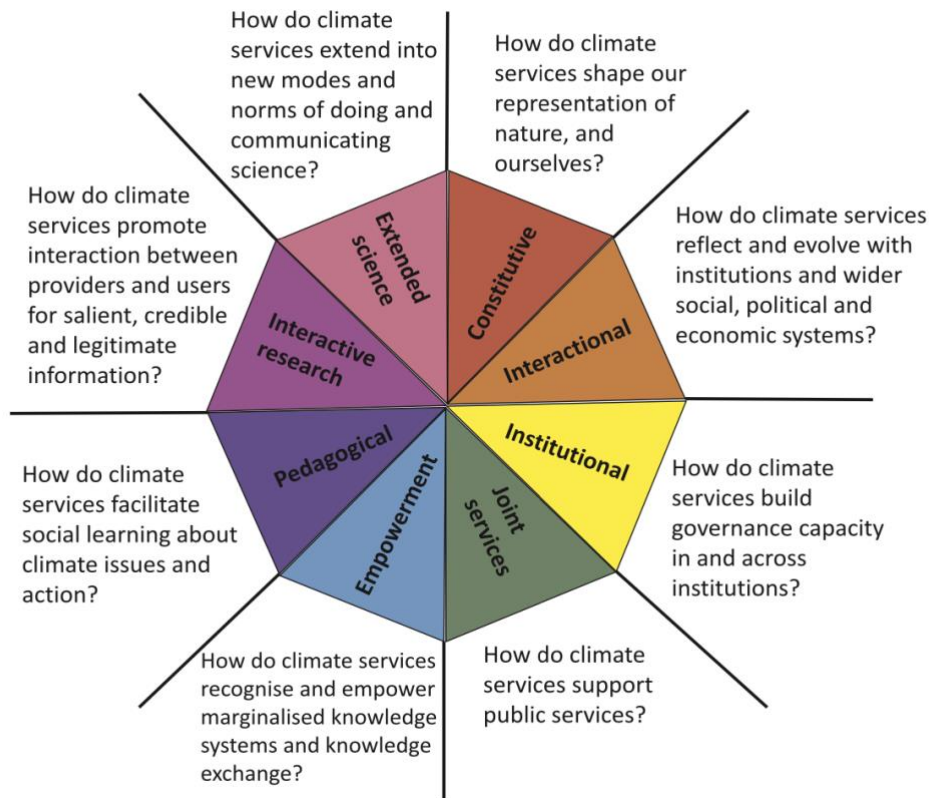 How do climate
services extend into
new modes and
norms of doing and
communicating
science?
How do climate
services shape our
representation of
nature, and
ourselves?
How do climate services
reflect and evolve with
institutions and wider
social, political and
economic systems?
How do climate
services build
governance capacity
in and across
institutions?
How do climate
services support
public services?
How do climate services
recognise and empower
marginalised knowledge
systems and knowledge
exchange?
How do climate
services facilitate
social learning about
climate issues and
action?
How do climate
services promote
interaction between
providers and users
for salient, credible
and legitimate
information?
Extended
science
Constitutive
Interactional
Institutional
Joint
services
Empowerment
Pedagogical
Interactive
research